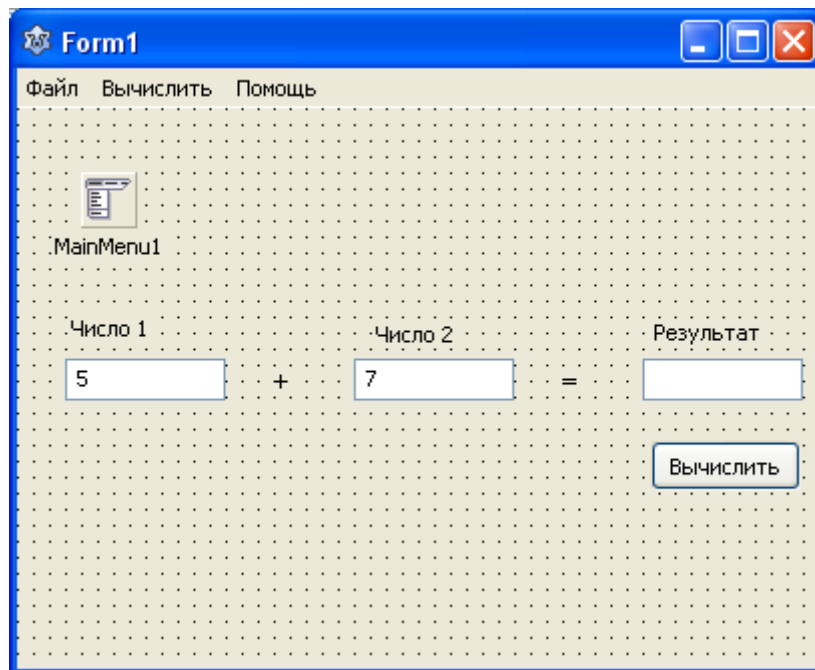 Form1
Файл Вычислить Помощь
MainMenu1
Число 1 Число 2 Результат
5 + 7 =
Вычислить